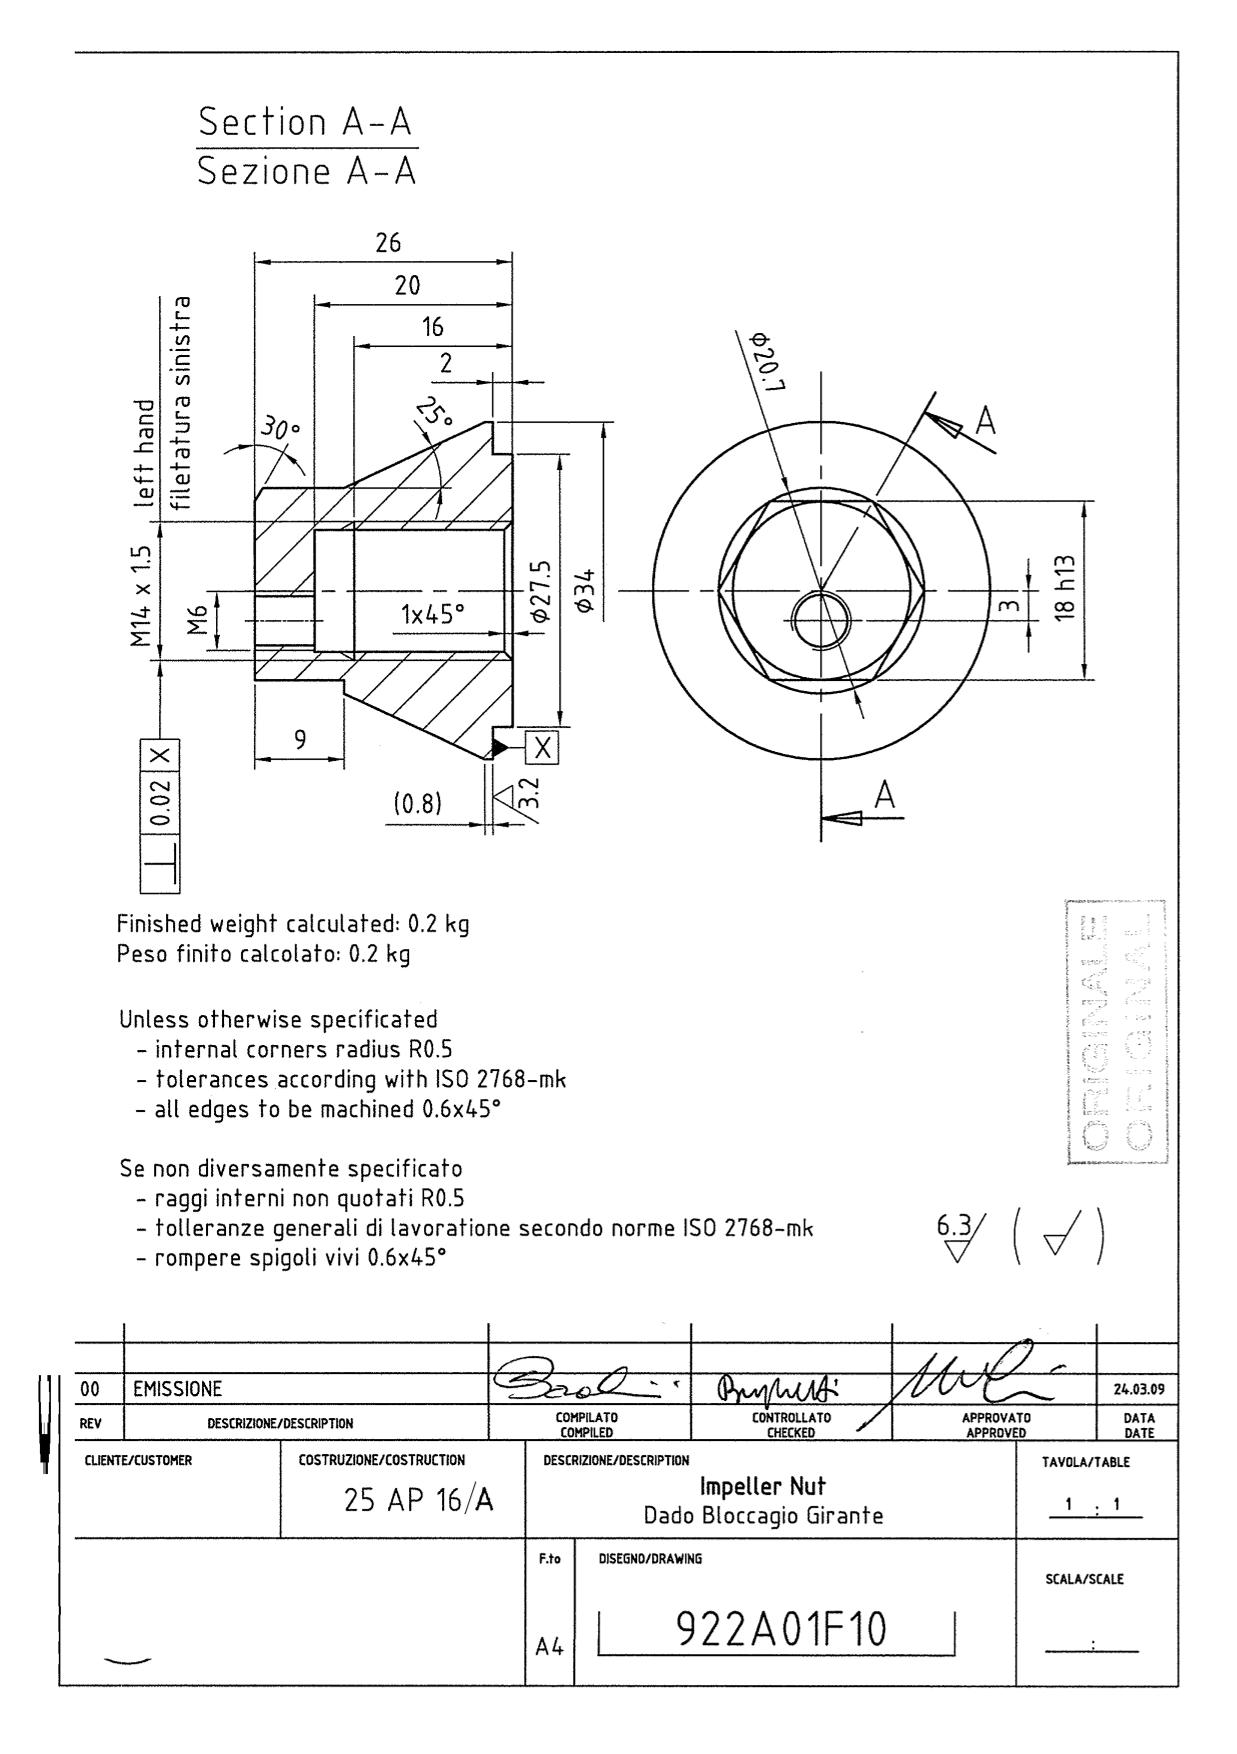 Section A-A
Sezione A-A
26
20
16
2
25°
30°
left hand
filetatura sinistra
M14 x 1.5
M6
1x45°
ϕ27.5
ϕ34
9
X
(0.8)
3.2
⊥ 0.02 X
ϕ20.7
A
3
18 h13
A
Finished weight calculated: 0.2 kg
Peso finito calcolato: 0.2 kg
Unless otherwise specificated
- internal corners radius R0.5
- tolerances according with ISO 2768-mk
- all edges to be machined 0.6x45°
Se non diversamente specificato
- raggi interni non quotati R0.5
- tolleranze generali di lavoratione secondo norme ISO 2768-mk
- rompere spigoli vivi 0.6x45°
ORIGINALE
ORIGINAL
6.3 ( )
00 EMISSIONE 24.03.09
REV DESCRIZIONE/DESCRIPTION COMPILATO CONTROLLATO APPROVATO DATA
COMPILED CHECKED APPROVED DATE
CLIENTE/CUSTOMER COSTRUZIONE/COSTRUCTION DESCRIZIONE/DESCRIPTION TAVOLA/TABLE
25 AP 16/A
Impeller Nut
Dado Bloccagio Girante
1 : 1
F.to DISEGNO/DRAWING SCALA/SCALE
A4 922A01F10 :